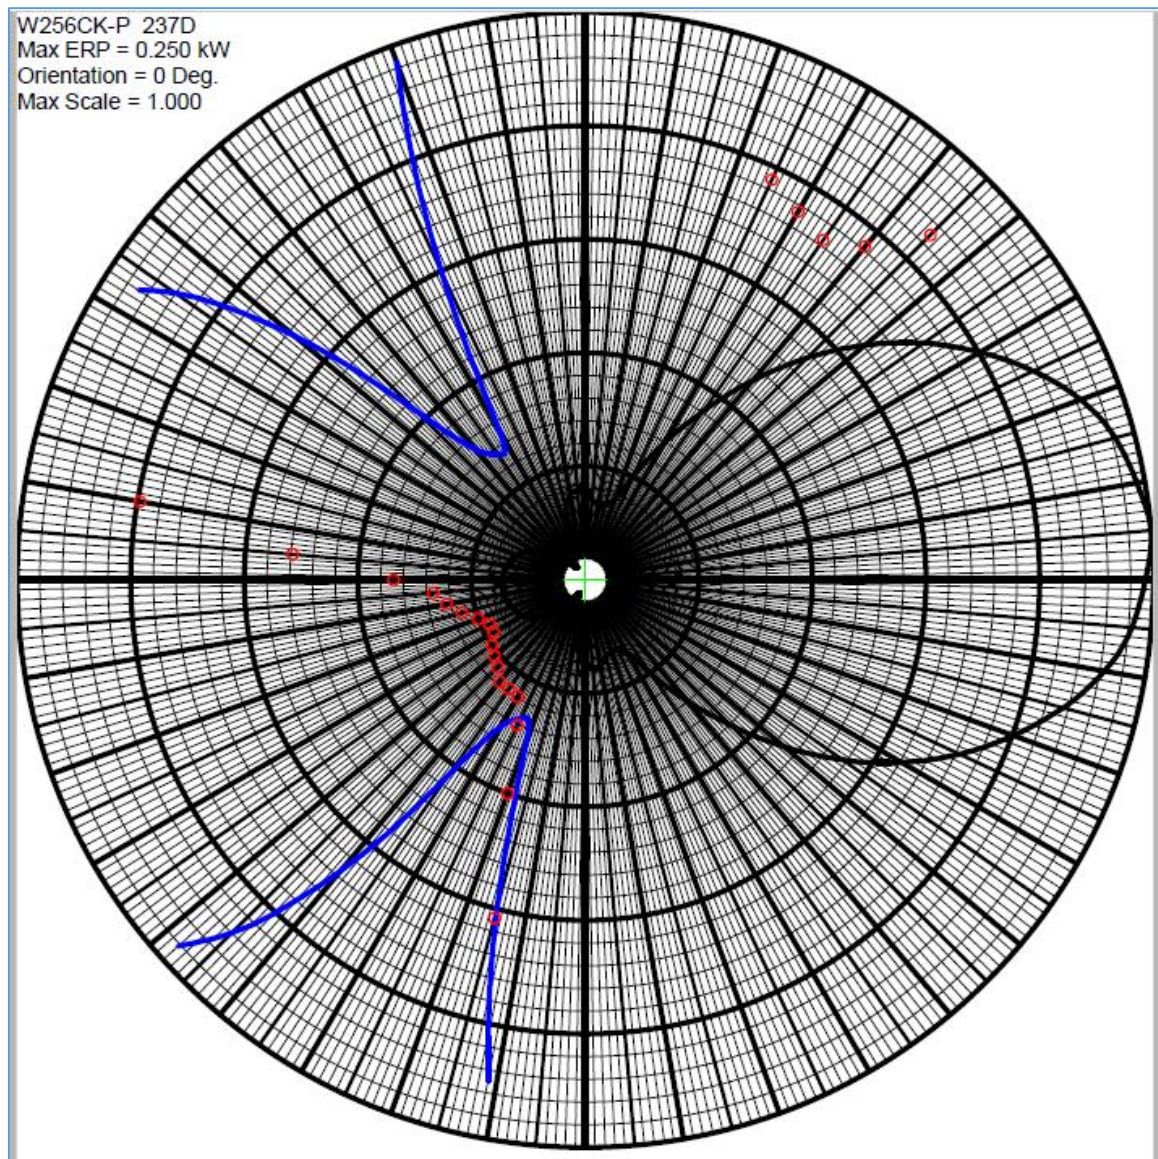 W256CK-P 237D
Max ERP = 0.250 kW
Orientation = 0 Deg.
Max Scale = 1.000